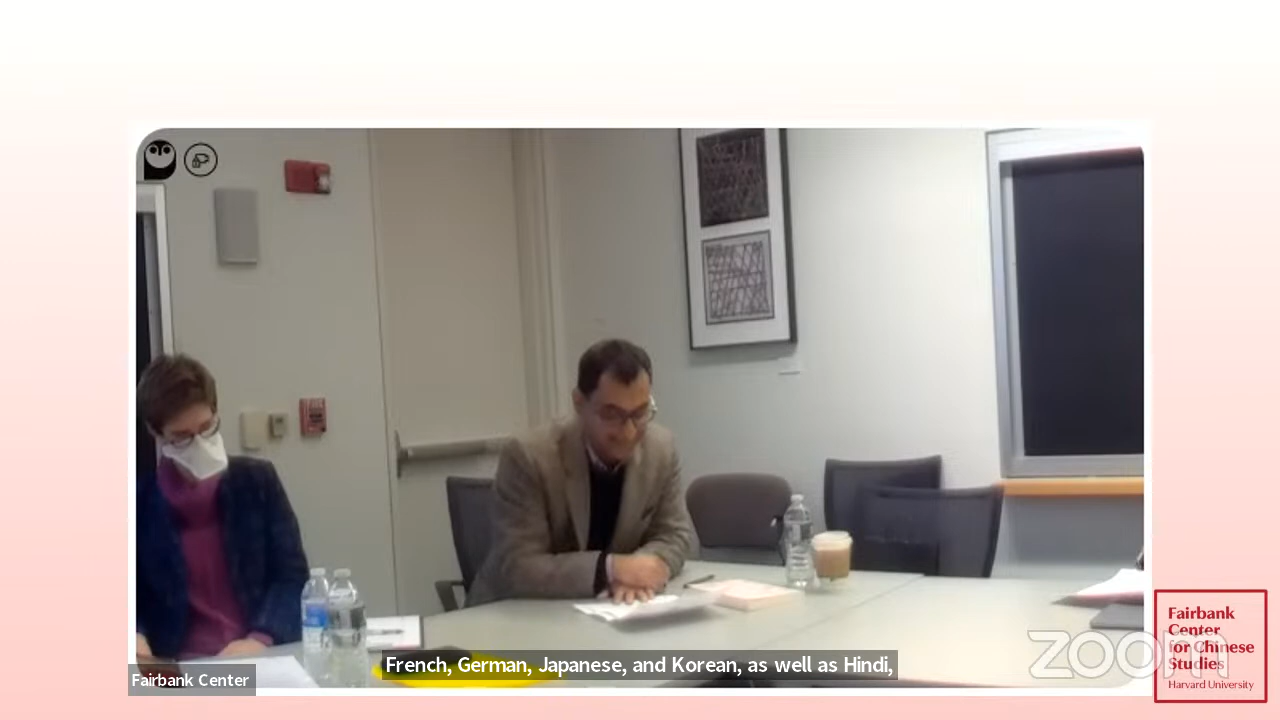 French, German, Japanese, and Korean, as well as Hindi,
Fairbank Center
zoom
Fairbank
Center
for Chinese
Studies
Harvard University